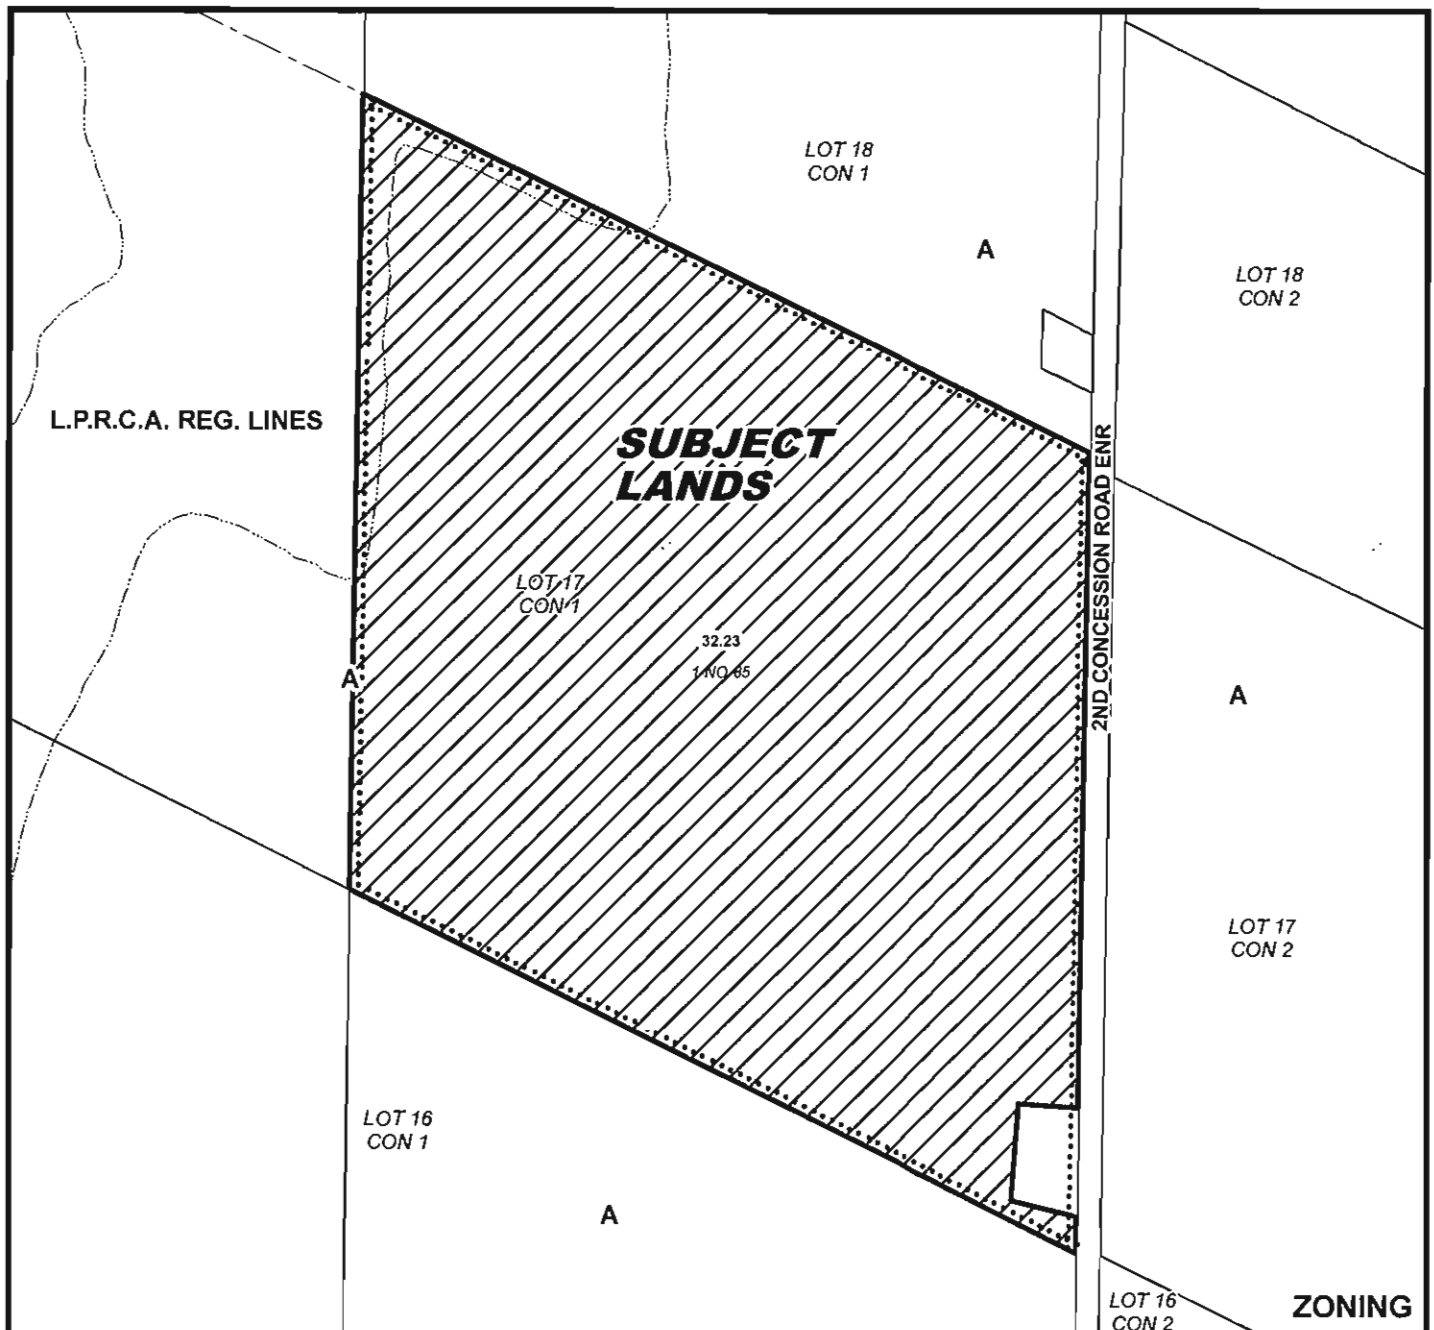 LOT 18
CON 1
A
LOT 18
CON 2
L.P.R.C.A. REG. LINES
SUBJECT
LANDS
2ND CONCESSION ROAD ENR
LOT 17
CON 1
32.23
A
A
LOT 17
CON 2
LOT 16
CON 1
A
LOT 16
CON 2
ZONING